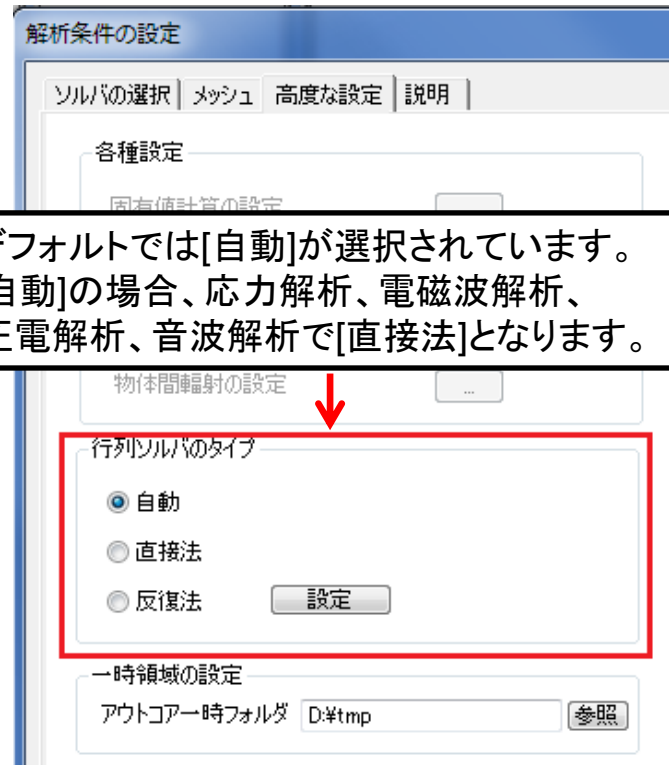 解析条件の設定
ソルバの選択 メッシュ 高度な設定 説明
各種設定
固有値計算の設定
デフォルトでは[自動]が選択されています。
自動]の場合、応力解析、電磁波解析、
圧電解析、音波解析で[直接法]となります。
物体間輻射の設定 ...
行列ソルバのタイプ
自動
直接法
反復法 設定
一時領域の設定
アウトコア一時フォルダ D:¥tmp 参照